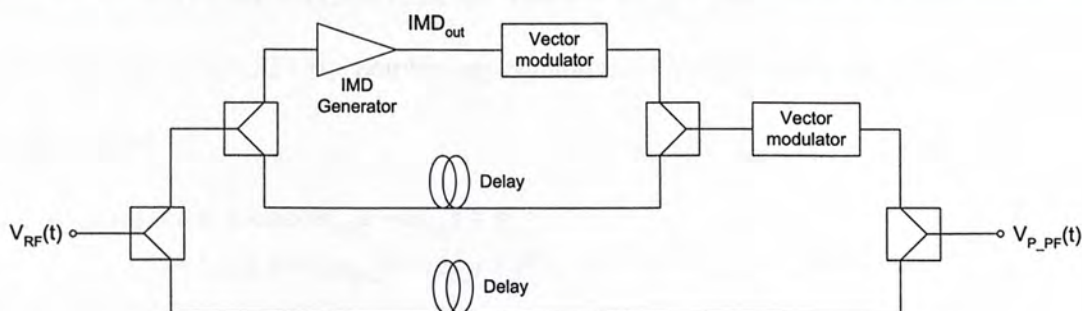 IMD_out
Vector
modulator
IMD
Generator
Vector
modulator
Delay
V_RF(t)
V_P_PF(t)
Delay